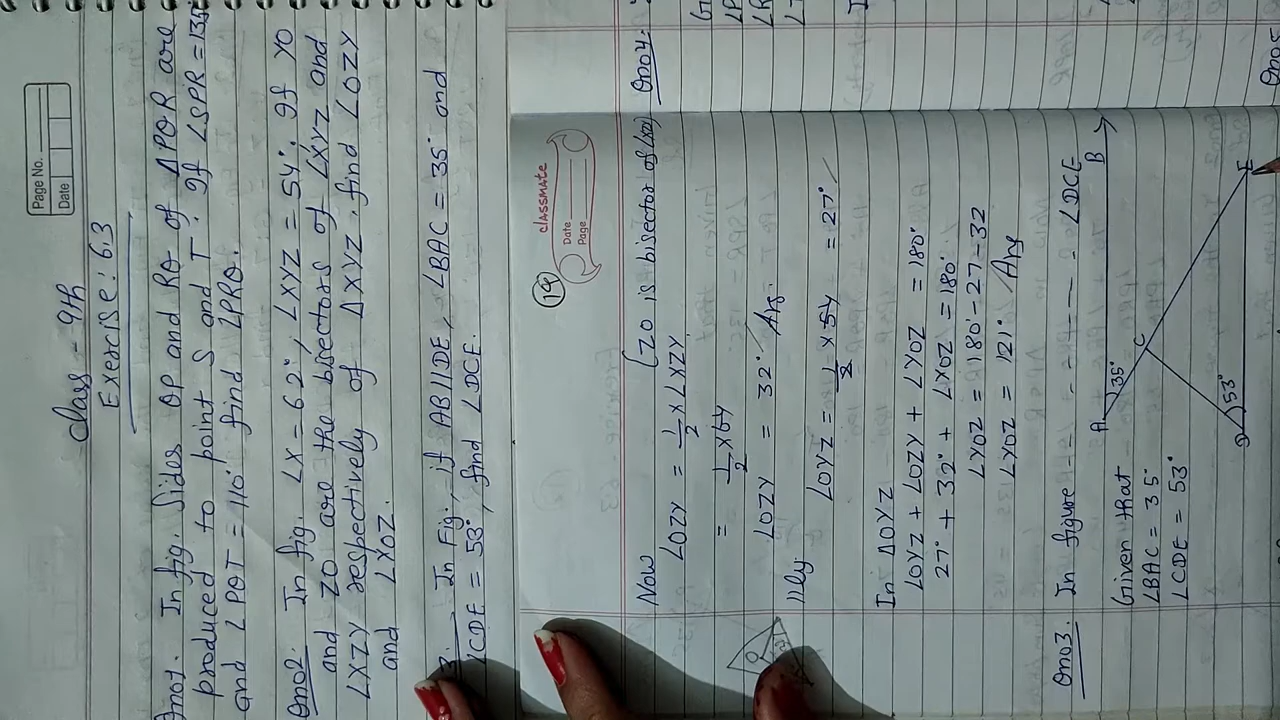 Page No.
Date
Class - 9th
Exercise: 6.3
Qno1. In fig. Sides QP and RQ of ΔPQR are
produced to point S and T. If ∠SPR = 135°
and ∠PQT = 110°, find ∠PRQ.
Qno2. In fig. ∠X = 62°, ∠XYZ = 54°. If YO
and ZO are the bisectors of ∠XYZ and
∠XZY respectively of ΔXYZ. find ∠OZY
and ∠YOZ.
3. In Fig, if AB||DE, ∠BAC = 35° and
∠CDE = 53°, find ∠DCE.
(19)
classmate
Date
Page
Now (ZO is bisector of
∠OZY = 1/2 × ∠XZY
= 1/2 × 64
∠OZY = 32° Ans.
IIly
∠OYZ = 1/2 × 54 = 27°
In ΔOYZ
∠OYZ + ∠OZY + ∠YOZ = 180°
27° + 32° + ∠YOZ = 180°
∠YOZ = 180° - 27 - 32
∠YOZ = 121° Ans
Qno3. In figure ∠DCE
Given that
∠BAC = 35°
∠CDE = 53°
A
B
35°
C
D
53°
E
Qno4.
Qno5